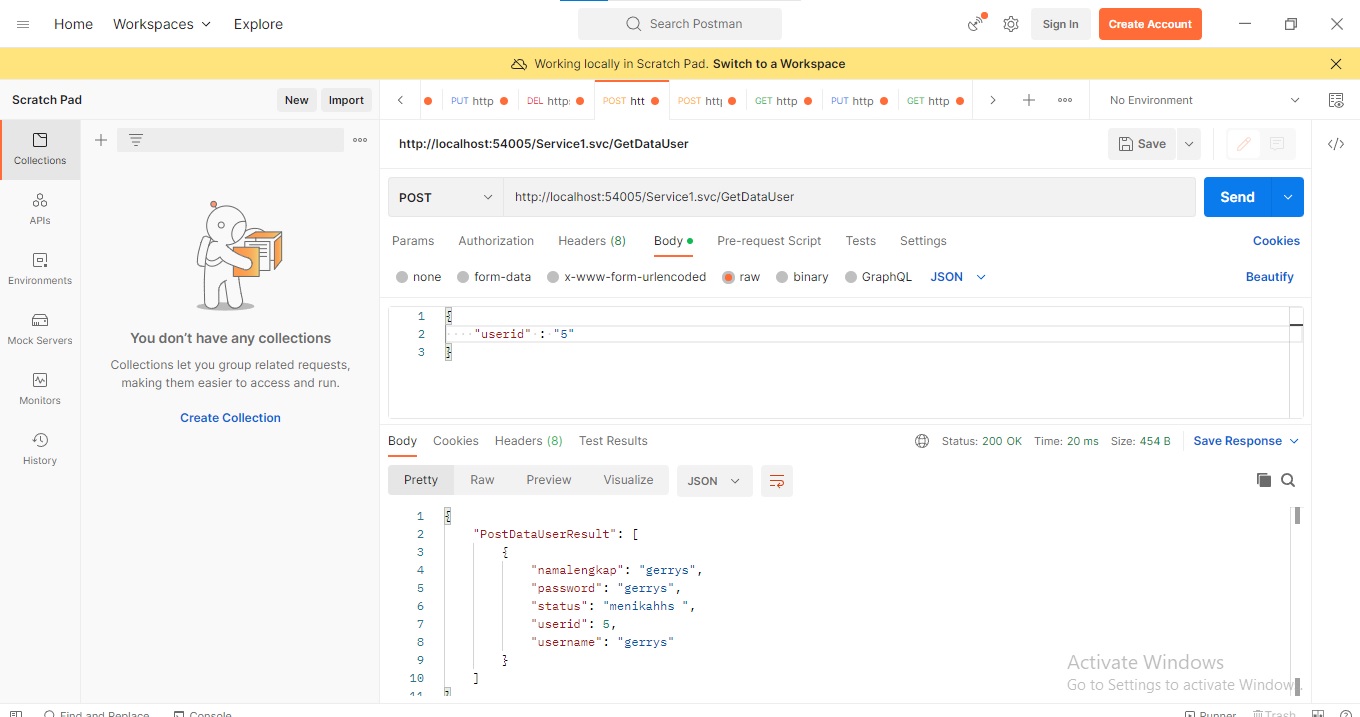 Home Workspaces Explore Search Postman Sign In Create Account
Working locally in Scratch Pad. Switch to a Workspace
Scratch Pad New Import
PUT http DEL http POST htt POST http GET http PUT http GET http No Environment
Collections
APIs
Environments
Mock Servers
Monitors
History
You don't have any collections
Collections let you group related requests,
making them easier to access and run.
Create Collection
http://localhost:54005/Service1.svc/GetDataUser Save
POST http://localhost:54005/Service1.svc/GetDataUser Send
Params Authorization Headers (8) Body Pre-request Script Tests Settings Cookies
none form-data x-www-form-urlencoded raw binary GraphQL JSON Beautify
1 {
2 "userid" : "5"
3 }
Body Cookies Headers (8) Test Results Status: 200 OK Time: 20 ms Size: 454 B Save Response
Pretty Raw Preview Visualize JSON
1 {
2 "PostDataUserResult": [
3 {
4 "namalengkap": "gerrys",
5 "password": "gerrys",
6 "status": "menikahhs ",
7 "userid": 5,
8 "username": "gerrys"
9 }
10 ]
11 }
Activate Windows
Go to Settings to activate Windows.
Find and Replace Console Runner Trash